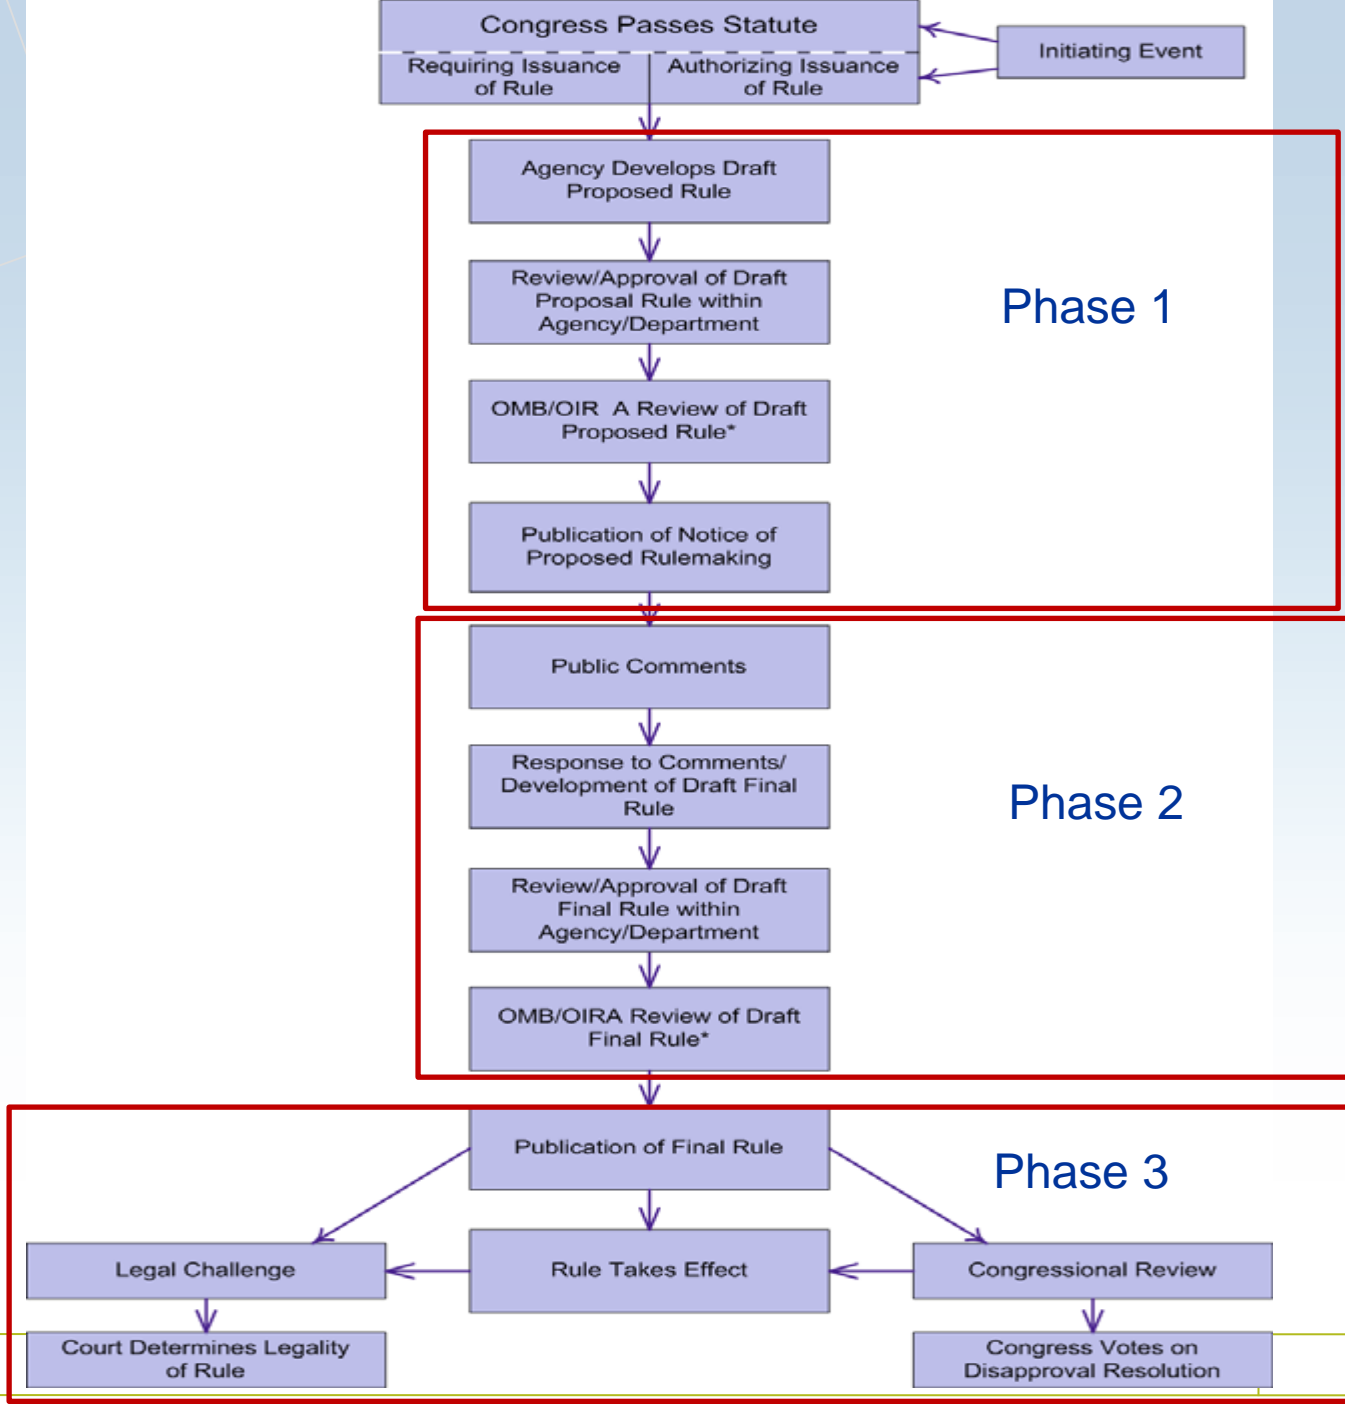 Congress Passes Statute
Initiating Event
Requiring Issuance
of Rule
Authorizing Issuance
of Rule
Agency Develops Draft
Proposed Rule
Review/Approval of Draft
Proposal Rule within
Agency/Department
Phase 1
OMB/OIR  A Review of Draft
Proposed Rule*
Publication of Notice of
Proposed Rulemaking
Public Comments
Response to Comments/
Development of Draft Final
Rule
Phase 2
Review/Approval of Draft
Final Rule within
Agency/Department
OMB/OIRA Review of Draft
Final Rule*
Publication of Final Rule
Phase 3
Legal Challenge
Rule Takes Effect
Congressional Review
Court Determines Legality
of Rule
Congress Votes on
Disapproval Resolution